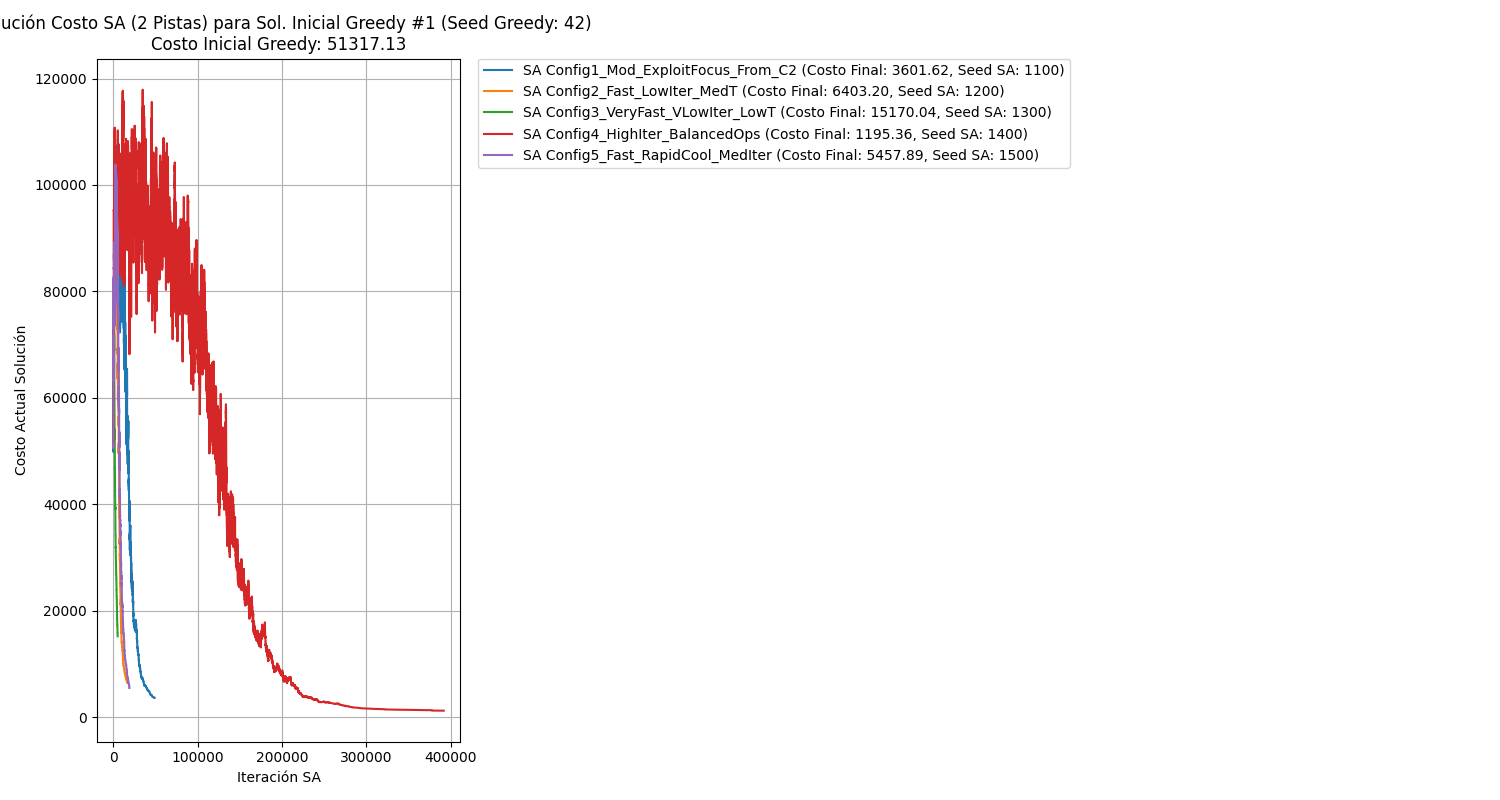 ución Costo SA (2 Pistas) para Sol. Inicial Greedy #1 (Seed Greedy: 42)
Costo Inicial Greedy: 51317.13
SA Config1_Mod_ExploitFocus_From_C2 (Costo Final: 3601.62, Seed SA: 1100)
SA Config2_Fast_LowIter_MedT (Costo Final: 6403.20, Seed SA: 1200)
SA Config3_VeryFast_VLowIter_LowT (Costo Final: 15170.04, Seed SA: 1300)
SA Config4_HighIter_BalancedOps (Costo Final: 1195.36, Seed SA: 1400)
SA Config5_Fast_RapidCool_MedIter (Costo Final: 5457.89, Seed SA: 1500)
Costo Actual Solución
120000
100000
80000
60000
40000
20000
0
0 100000 200000 300000 400000
Iteración SA